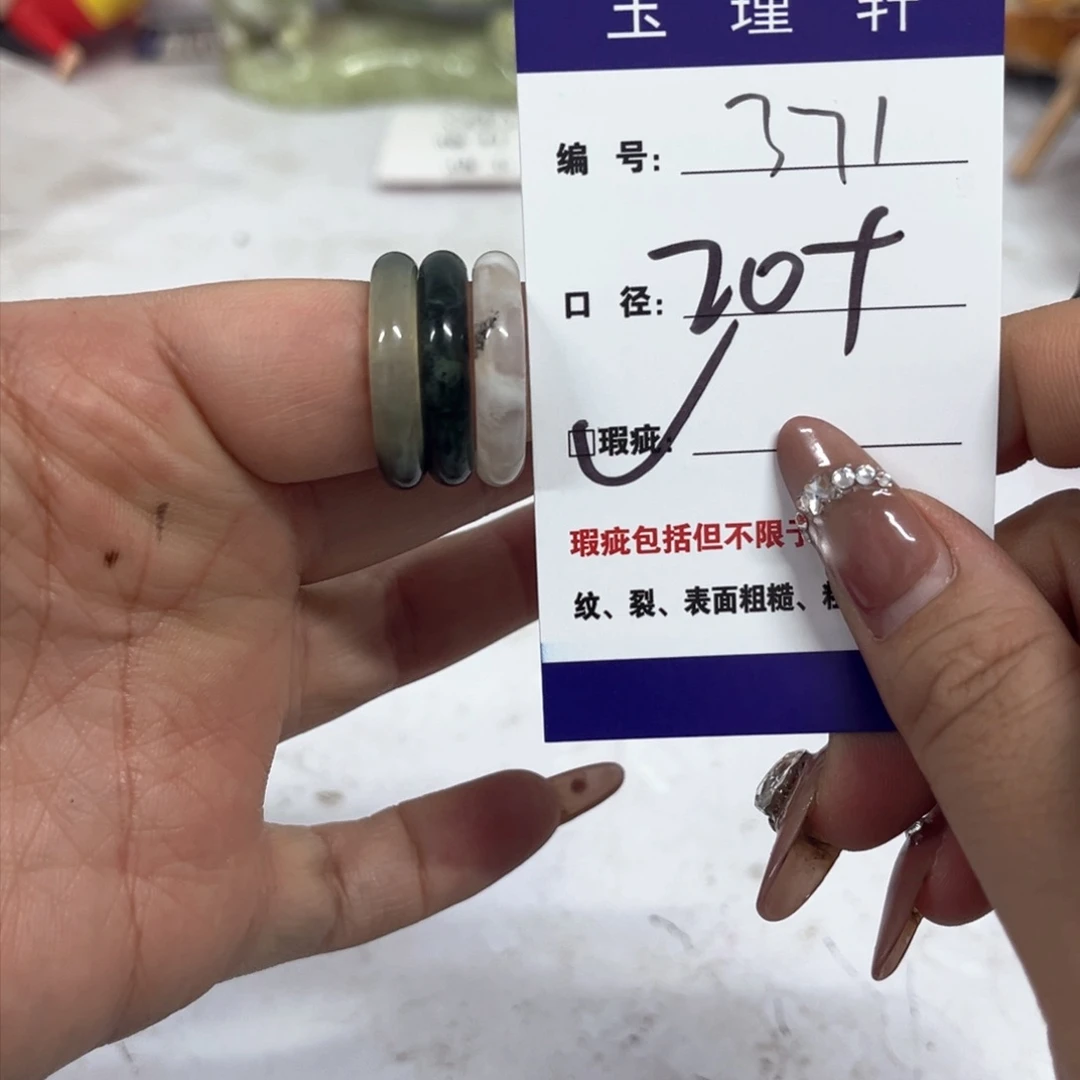 玉瑾轩
编 号: 371
口 径: 20+
瑕疵:
瑕疵包括但不限于
纹、裂、表面粗糙、